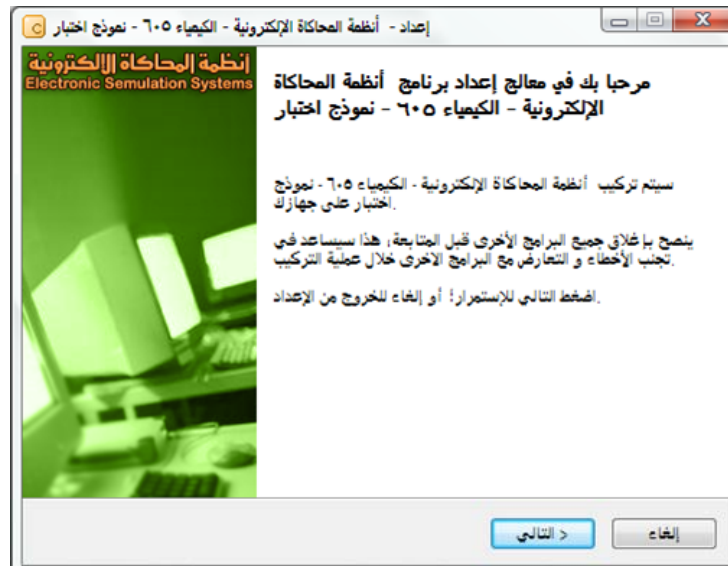 إعداد - أنظمة المحاكاة الإلكترونية - الكيمياء ٦٠٥ - نموذج اختبار
انظمة المحاكاة الإلكترونية
Electronic Semulation Systems
مرحبا بك في معالج إعداد برنامج أنظمة المحاكاة
الإلكترونية - الكيمياء ٦٠٥ - نموذج اختبار
سيتم تركيب أنظمة المحاكاة الإلكترونية - الكيمياء ٦٠٥ - نموذج
اختبار على جهازك.
ينصح بإغلاق جميع البرامج الأخرى قبل المتابعة، هذا سيساعد في
تجنب الأخطاء و التعارض مع البرامج الاخرى خلال عملية التركيب.
اضغط التالي للإستمرار! أو إلغاء للخروج من الإعداد.
< التالي
إلغاء